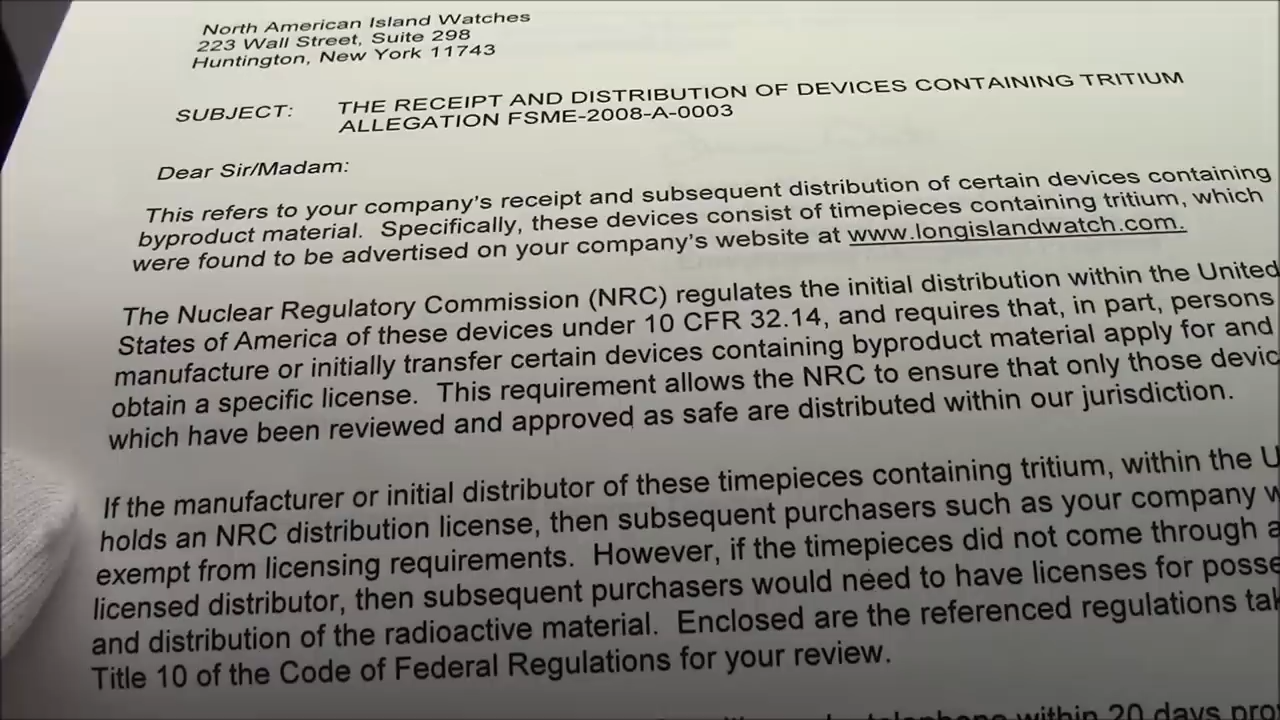 North American Island Watches
223 Wall Street, Suite 298
Huntington, New York 11743
SUBJECT: THE RECEIPT AND DISTRIBUTION OF DEVICES CONTAINING TRITIUM
ALLEGATION FSME-2008-A-0003
Dear Sir/Madam:
This refers to your company's receipt and subsequent distribution of certain devices containing
byproduct material. Specifically, these devices consist of timepieces containing tritium, which
were found to be advertised on your company's website at www.longislandwatch.com.
The Nuclear Regulatory Commission (NRC) regulates the initial distribution within the United
States of America of these devices under 10 CFR 32.14, and requires that, in part, persons
manufacture or initially transfer certain devices containing byproduct material apply for and
obtain a specific license. This requirement allows the NRC to ensure that only those
which have been reviewed and approved as safe are distributed within our jurisdiction.
If the manufacturer or initial distributor of these timepieces containing tritium, within the
holds an NRC distribution license, then subsequent purchasers such as your company
exempt from licensing requirements. However, if the timepieces did not come through a
licensed distributor, then subsequent purchasers would need to have licenses for
and distribution of the radioactive material. Enclosed are the referenced regulations
Title 10 of the Code of Federal Regulations for your review.
telephone within 20 days